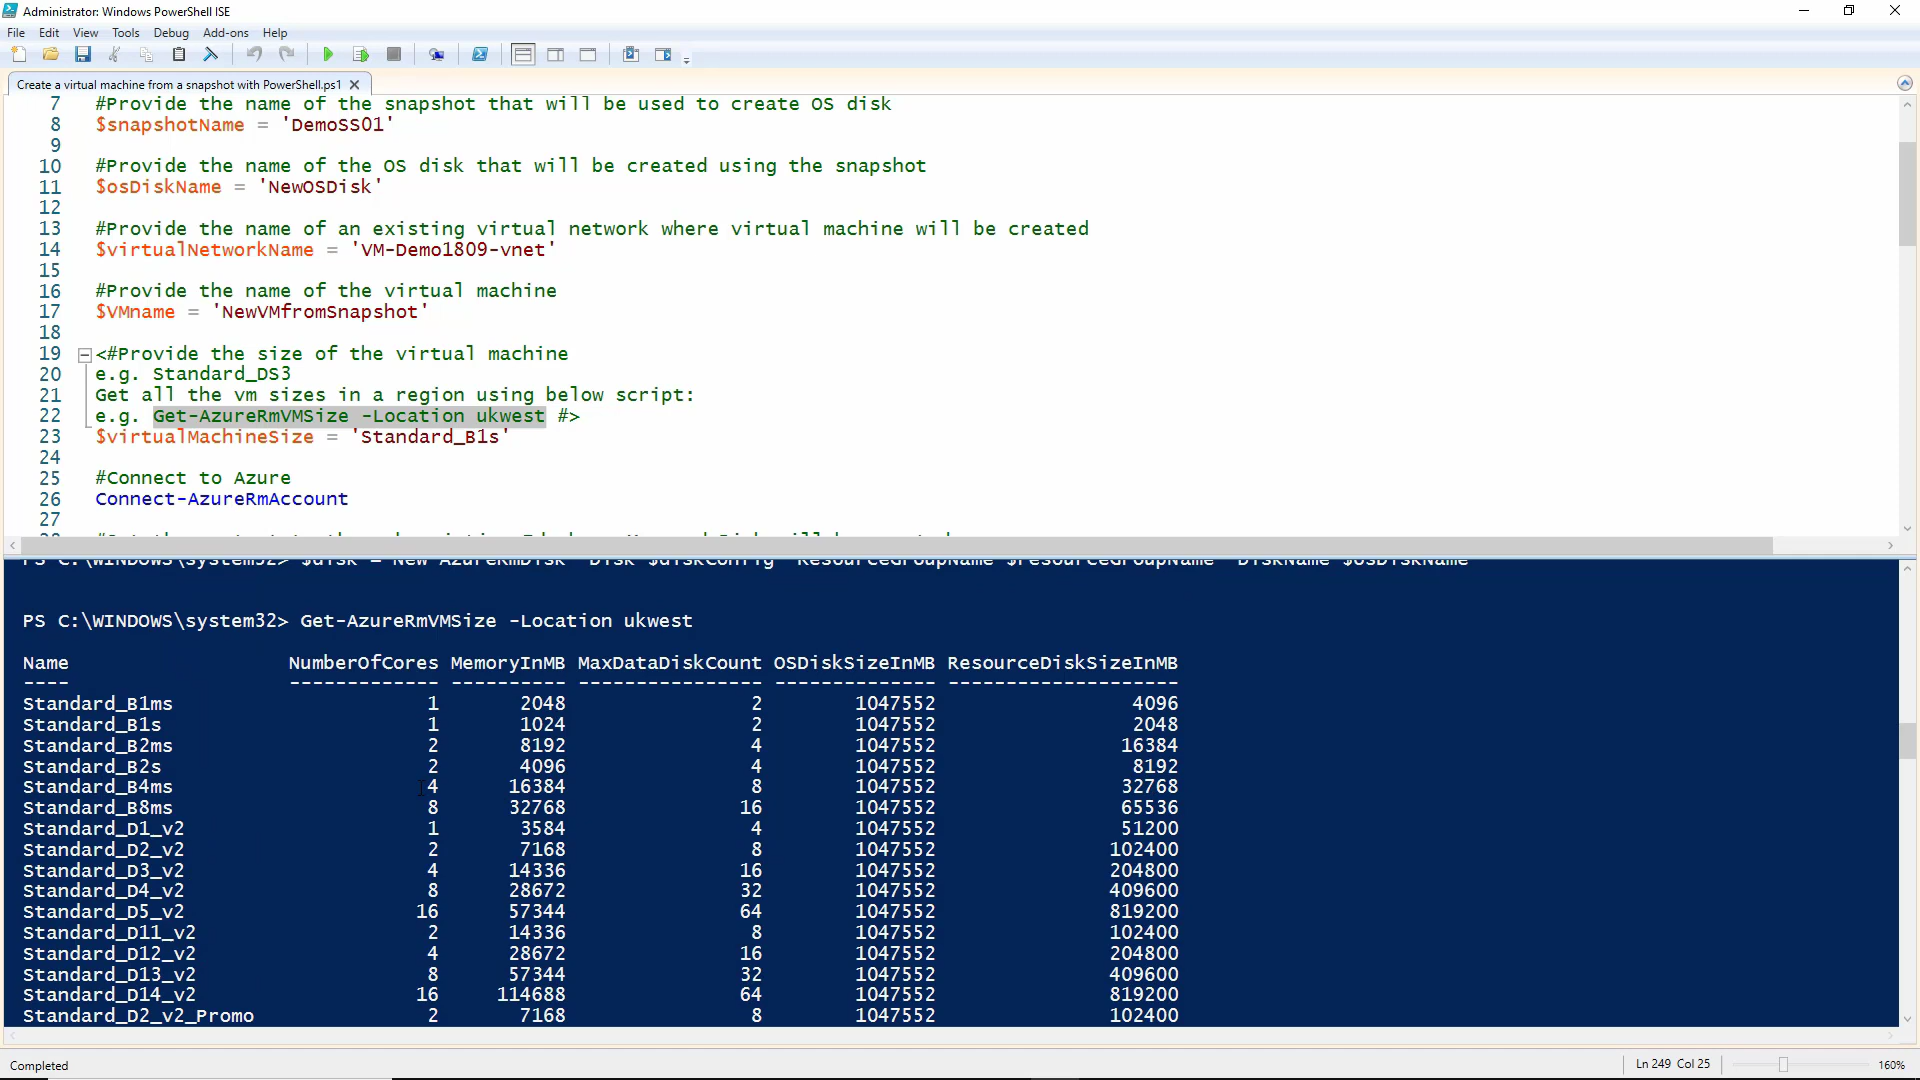 Administrator: Windows PowerShell ISE
File Edit View Tools Debug Add-ons Help
Create a virtual machine from a snapshot with PowerShell.ps1
7 #Provide the name of the snapshot that will be used to create OS disk
8 $snapshotName = 'DemoSS01'
9
10 #Provide the name of the OS disk that will be created using the snapshot
11 $osDiskName = 'NewOSDisk'
12
13 #Provide the name of an existing virtual network where virtual machine will be created
14 $virtualNetworkName = 'VM-Demo1809-vnet'
15
16 #Provide the name of the virtual machine
17 $VMname = 'NewVMfromSnapshot'
18
19 <#Provide the size of the virtual machine
20 e.g. Standard_DS3
21 Get all the vm sizes in a region using below script:
22 e.g. Get-AzureRmVMSize -Location ukwest #>
23 $virtualMachineSize = 'Standard_B1s'
24
25 #Connect to Azure
26 Connect-AzureRmAccount
27
PS C:\WINDOWS\system32> $disk = New-AzureRmDisk -Disk $diskConfig -ResourceGroupName $resourceGroupName -DiskName $osDiskName
PS C:\WINDOWS\system32> Get-AzureRmVMSize -Location ukwest
Name NumberOfCores MemoryInMB MaxDataDiskCount OSDiskSizeInMB ResourceDiskSizeInMB
---- ------------- ---------- ---------------- -------------- --------------------
Standard_B1ms 1 2048 2 1047552 4096
Standard_B1s 1 1024 2 1047552 2048
Standard_B2ms 2 8192 4 1047552 16384
Standard_B2s 2 4096 4 1047552 8192
Standard_B4ms 4 16384 8 1047552 32768
Standard_B8ms 8 32768 16 1047552 65536
Standard_D1_v2 1 3584 4 1047552 51200
Standard_D2_v2 2 7168 8 1047552 102400
Standard_D3_v2 4 14336 16 1047552 204800
Standard_D4_v2 8 28672 32 1047552 409600
Standard_D5_v2 16 57344 64 1047552 819200
Standard_D11_v2 2 14336 8 1047552 102400
Standard_D12_v2 4 28672 16 1047552 204800
Standard_D13_v2 8 57344 32 1047552 409600
Standard_D14_v2 16 114688 64 1047552 819200
Standard_D2_v2_Promo 2 7168 8 1047552 102400
Completed Ln 249 Col 25 160%